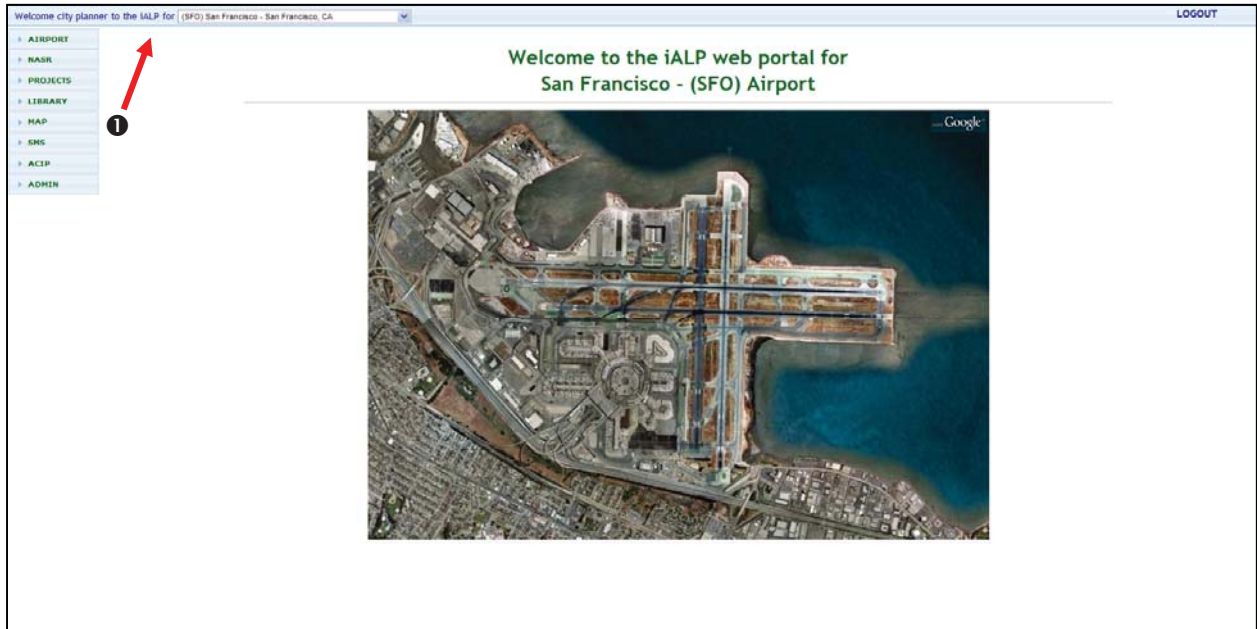 Welcome city planner to the iALP for (SFO) San Francisco - San Francisco, CA
LOGOUT
AIRPORT
NASR
PROJECTS
LIBRARY
MAP
SMS
ACIP
ADMIN
❶
Welcome to the iALP web portal for
San Francisco - (SFO) Airport
Google